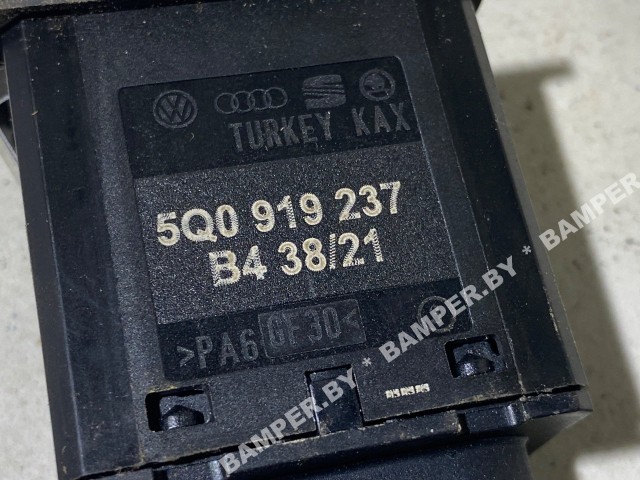 TURKEY KAX
5Q0 919 237
B4 38/21
>PA6 GF30<
BAMPER.BY * BAMPER.BY * BAMPER